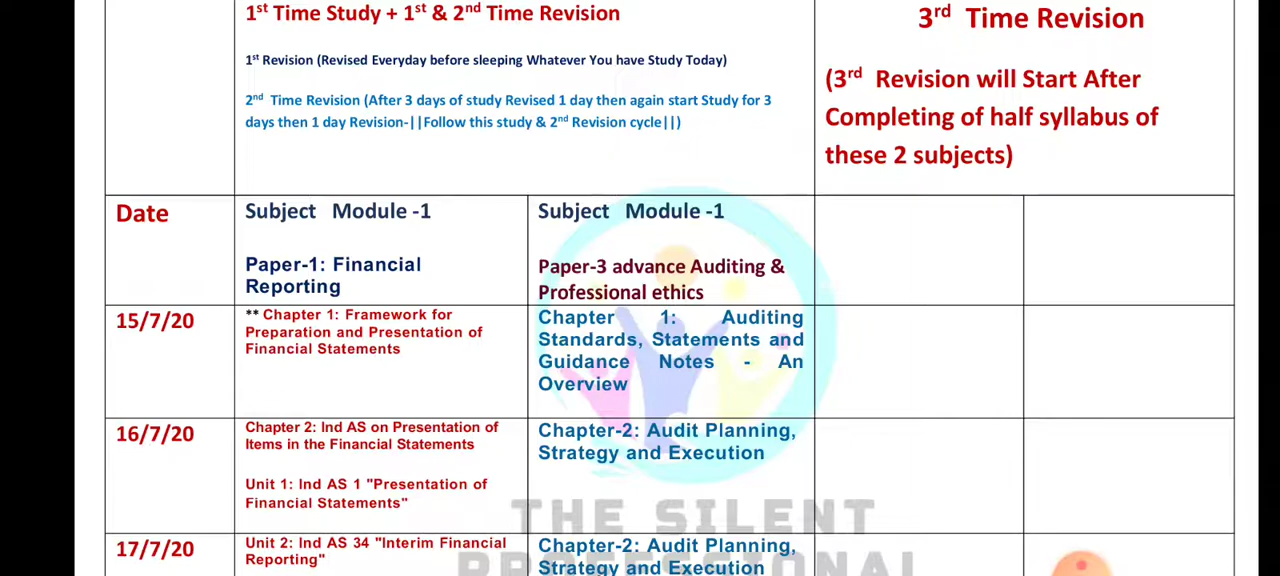 1st Time Study + 1st & 2nd Time Revision
3rd Time Revision
1st Revision (Revised Everyday before sleeping Whatever You have Study Today)
2nd Time Revision (After 3 days of study Revised 1 day then again start Study for 3
days then 1 day Revision-||Follow this study & 2nd Revision cycle||)
(3rd Revision will Start After
Completing of half syllabus of
these 2 subjects)
Date
Subject Module -1
Paper-1: Financial
Reporting
Subject Module -1
Paper-3 advance Auditing &
Professional ethics
15/7/20
** Chapter 1: Framework for
Preparation and Presentation of
Financial Statements
Chapter 1: Auditing
Standards, Statements and
Guidance Notes - An
Overview
16/7/20
Chapter 2: Ind AS on Presentation of
Items in the Financial Statements
Unit 1: Ind AS 1 "Presentation of
Financial Statements"
Chapter-2: Audit Planning,
Strategy and Execution
17/7/20
Unit 2: Ind AS 34 "Interim Financial
Reporting"
Chapter-2: Audit Planning,
Strategy and Execution
THE SILENT
PROFESSIONAL